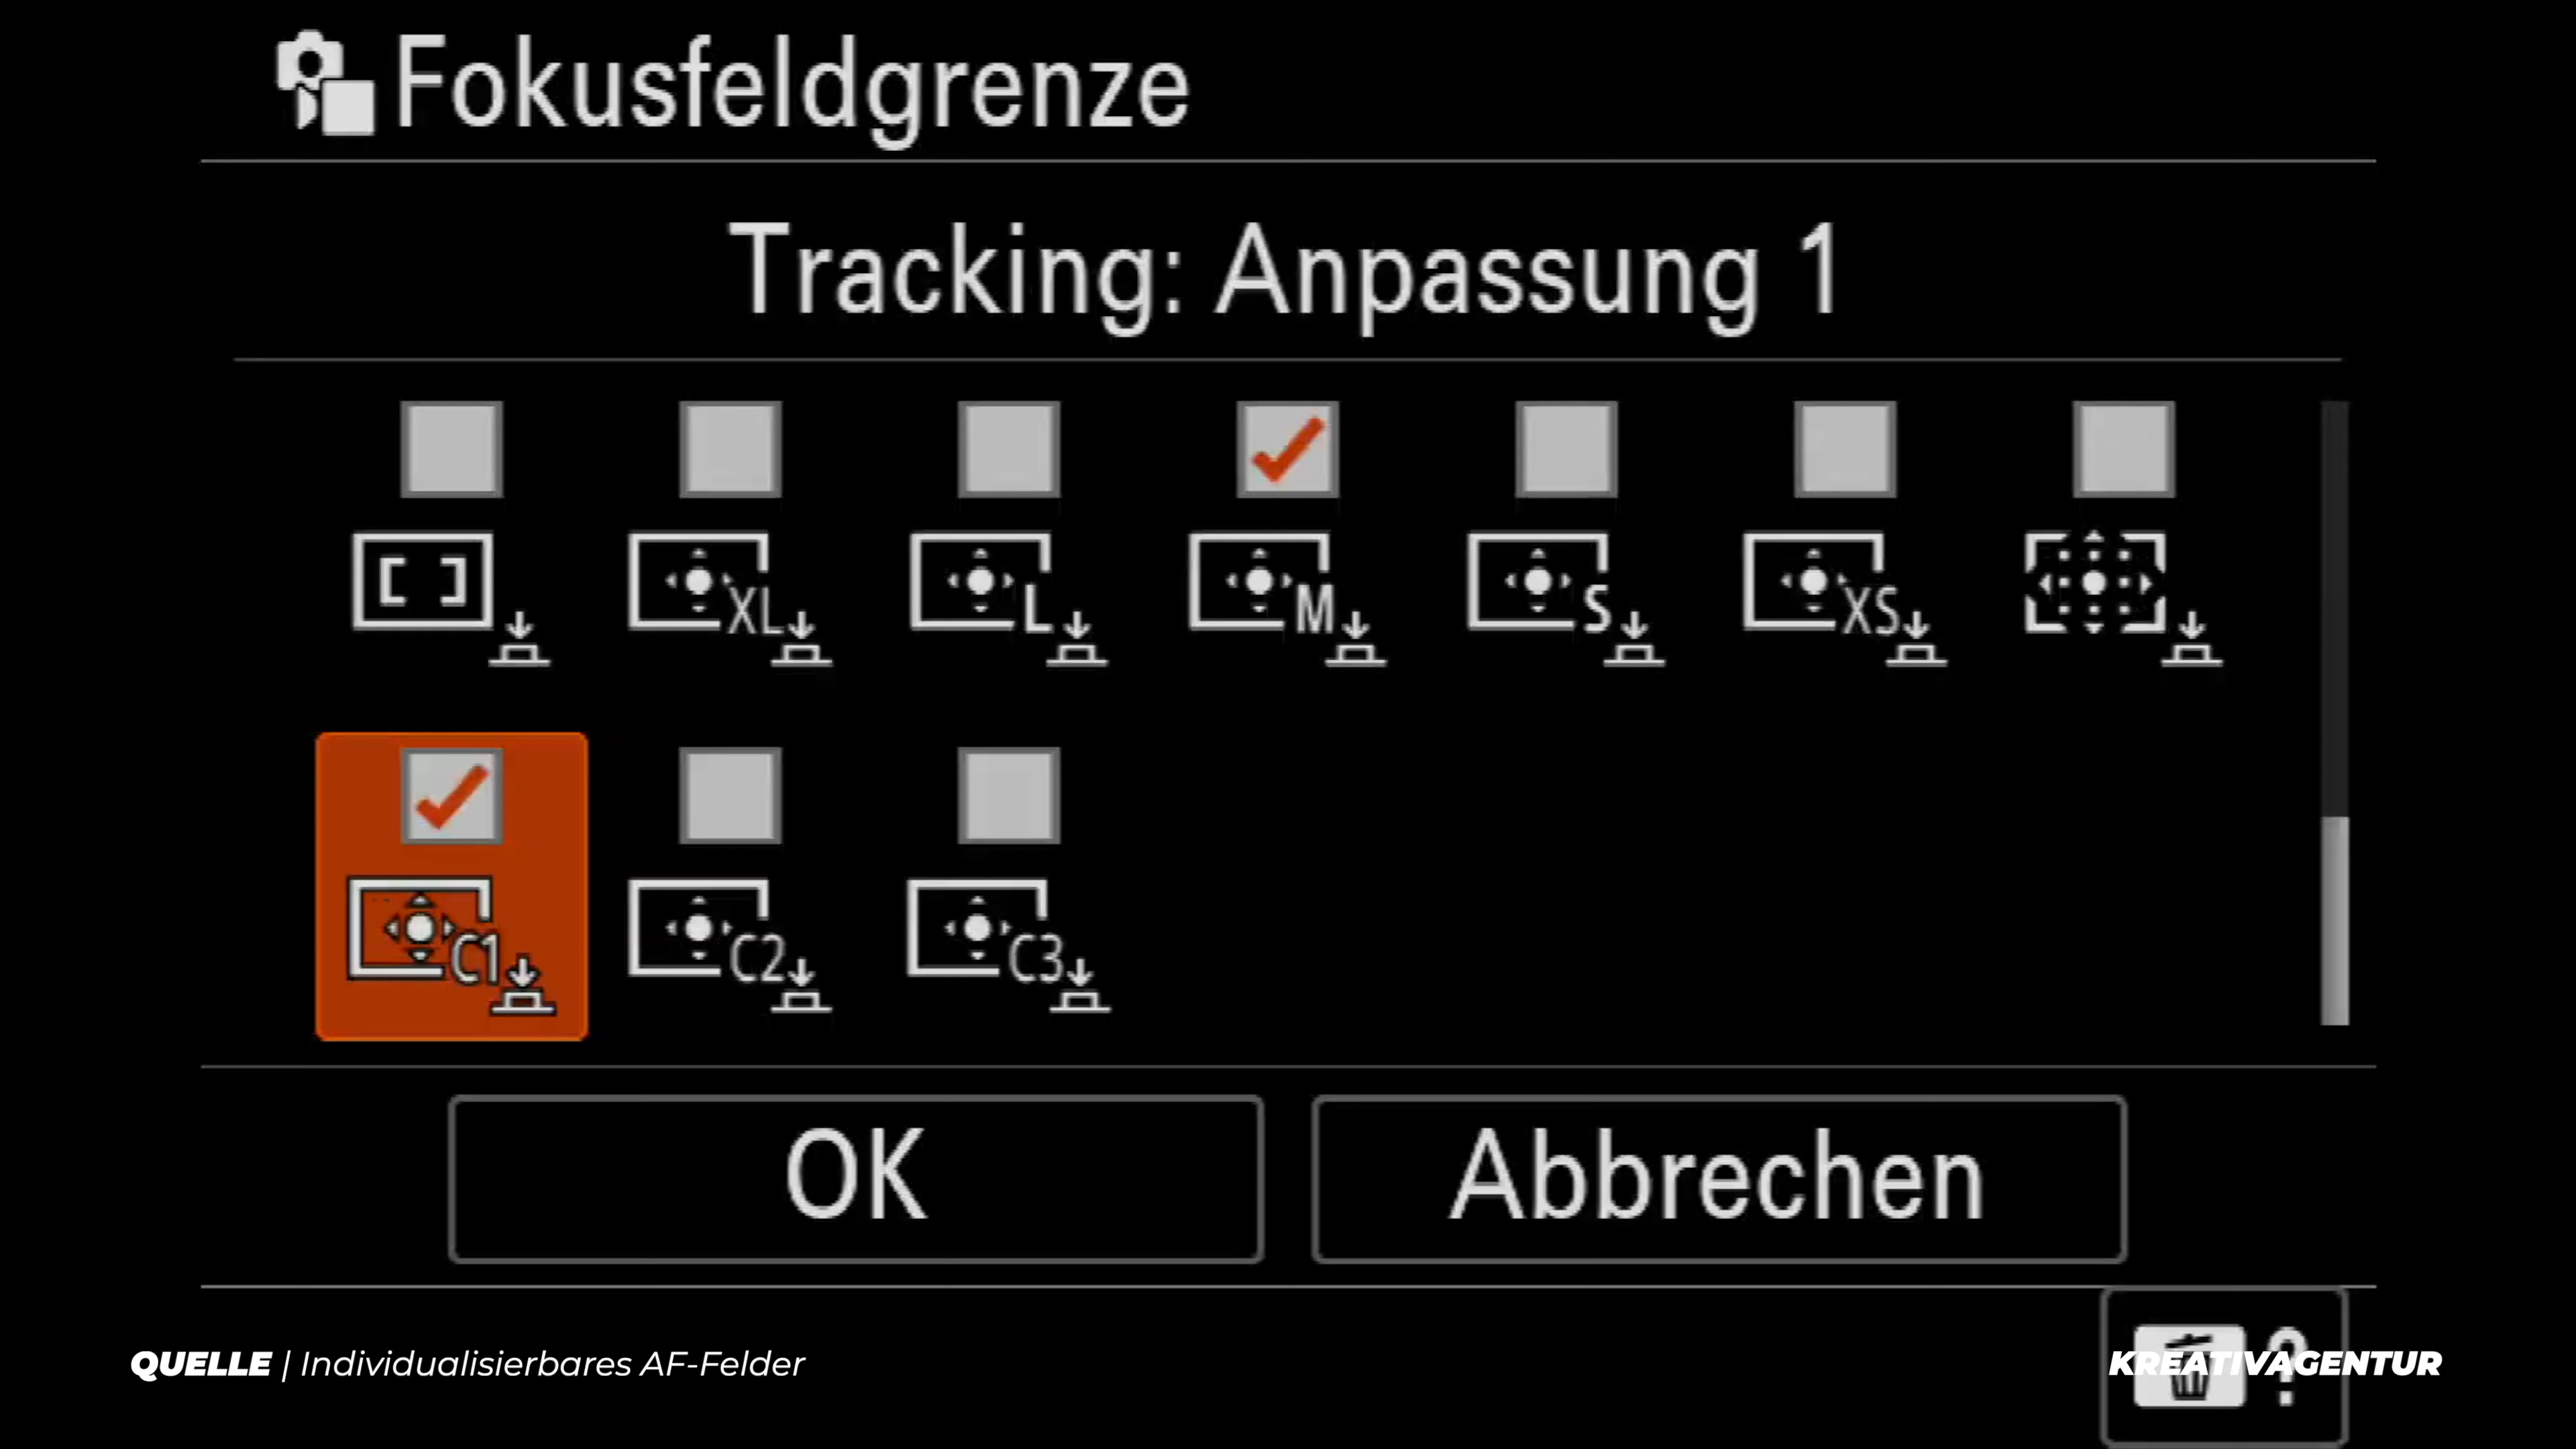 Fokusfeldgrenze
Tracking: Anpassung 1
XL L M S XS
C1 C2 C3
OK Abbrechen
?
QUELLE | Individualisierbares AF-Felder
KREATIVAGENTUR